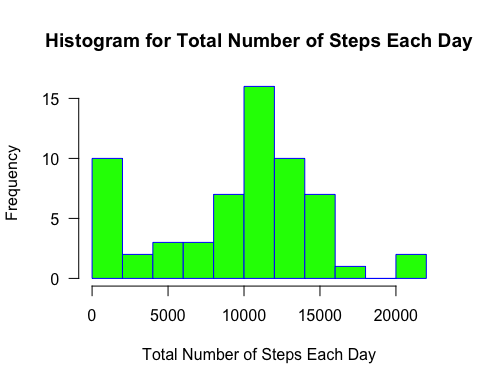 Histogram for Total Number of Steps Each Day
15
10
5
0
Frequency
0 5000 10000 15000 20000
Total Number of Steps Each Day